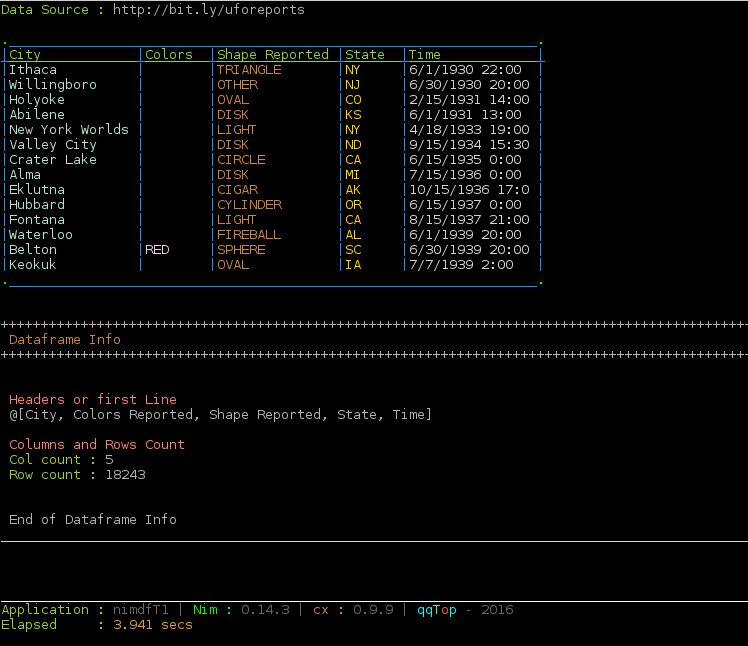 Data Source : http://bit.ly/uforeports
|City |Colors |Shape Reported |State |Time |
|Ithaca | |TRIANGLE |NY |6/1/1930 22:00 |
|Willingboro | |OTHER |NJ |6/30/1930 20:00 |
|Holyoke | |OVAL |CO |2/15/1931 14:00 |
|Abilene | |DISK |KS |6/1/1931 13:00 |
|New York Worlds | |LIGHT |NY |4/18/1933 19:00 |
|Valley City | |DISK |ND |9/15/1934 15:30 |
|Crater Lake | |CIRCLE |CA |6/15/1935 0:00 |
|Alma | |DISK |MI |7/15/1936 0:00 |
|Eklutna | |CIGAR |AK |10/15/1936 17:0 |
|Hubbard | |CYLINDER |OR |6/15/1937 0:00 |
|Fontana | |LIGHT |CA |8/15/1937 21:00 |
|Waterloo | |FIREBALL |AL |6/1/1939 20:00 |
|Belton |RED |SPHERE |SC |6/30/1939 20:00 |
|Keokuk | |OVAL |IA |7/7/1939 2:00 |
Dataframe Info
Headers or first Line
@[City, Colors Reported, Shape Reported, State, Time]
Columns and Rows Count
Col count : 5
Row count : 18243
End of Dataframe Info
Application : nimdfT1 | Nim : 0.14.3 | cx : 0.9.9 | qqTop - 2016
Elapsed : 3.941 secs